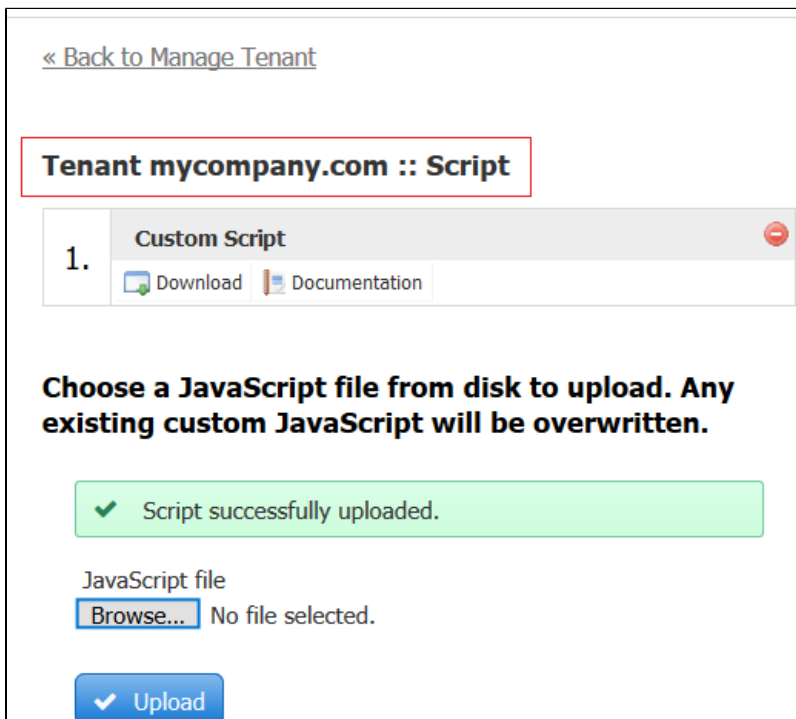 « Back to Manage Tenant
Tenant mycompany.com :: Script
1.
Custom Script
Download Documentation
Choose a JavaScript file from disk to upload. Any
existing custom JavaScript will be overwritten.
Script successfully uploaded.
JavaScript file
Browse... No file selected.
Upload